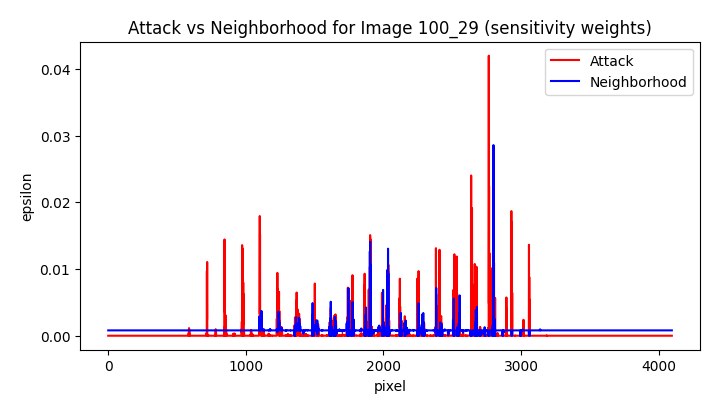 Attack vs Neighborhood for Image 100_29 (sensitivity weights)
Attack
Neighborhood
epsilon
0.04
0.03
0.02
0.01
0.00
0
1000
2000
3000
4000
pixel